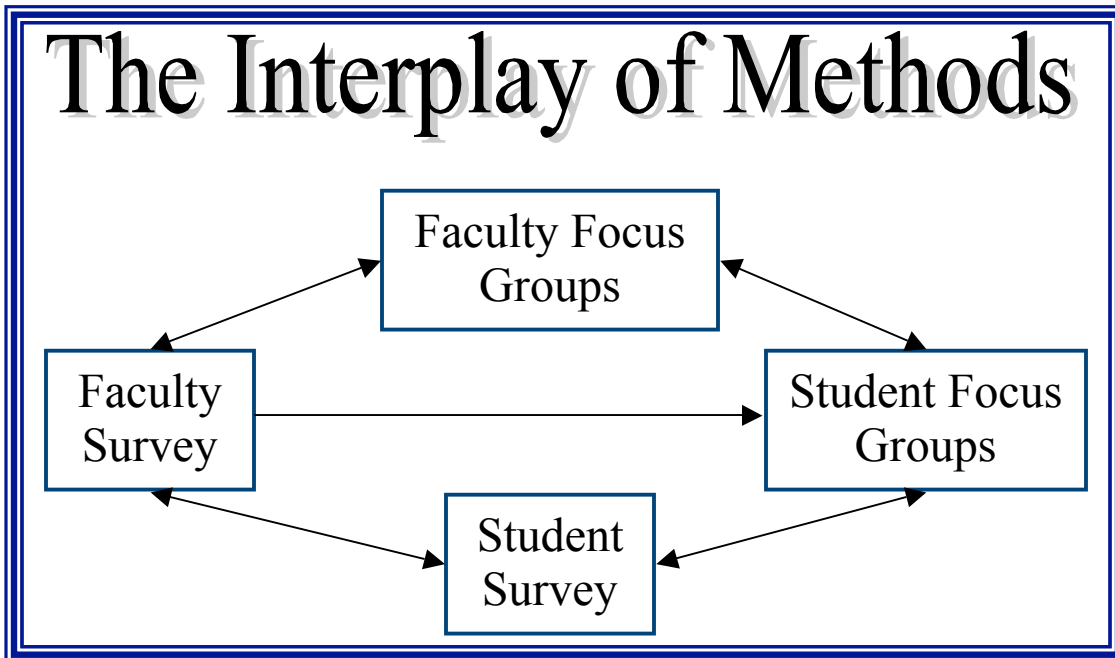 The Interplay of Methods
Faculty Focus
Groups
Faculty
Survey
Student Focus
Groups
Student
Survey